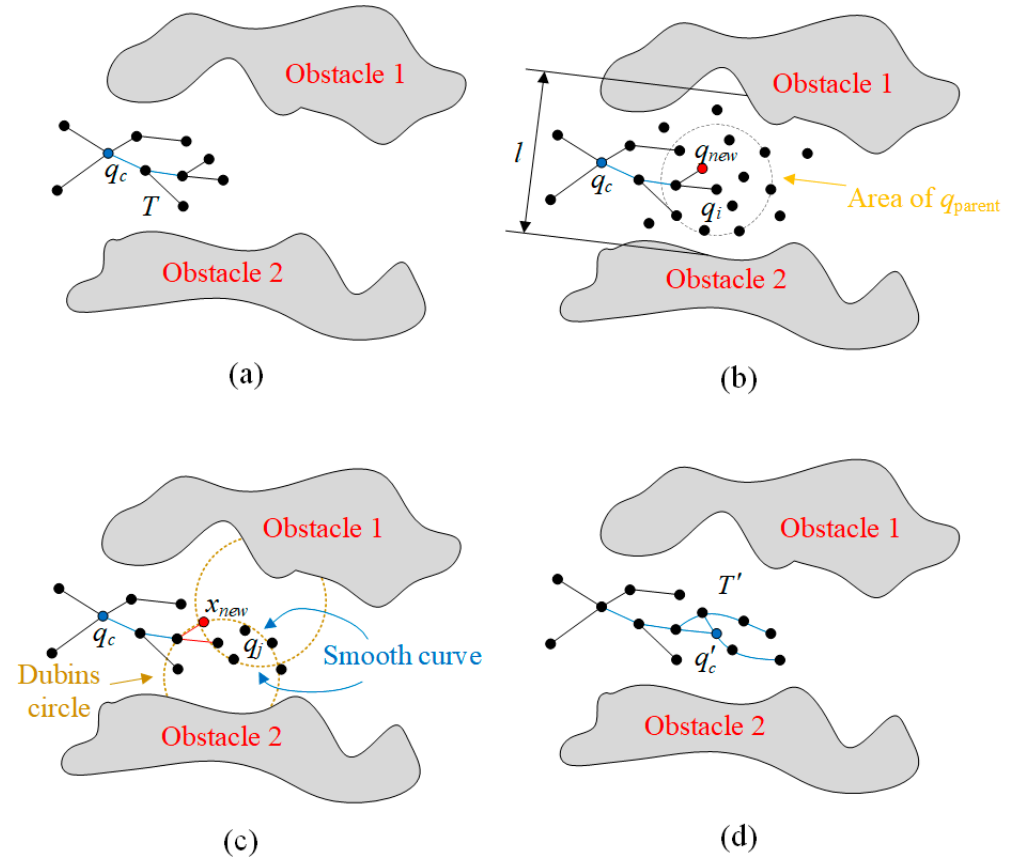 Obstacle 1
q_c
T
Obstacle 2
(a)
l
Obstacle 1
q_new
q_c
q_i
Area of q_parent
Obstacle 2
(b)
Obstacle 1
x_new
q_c
q_j
Smooth curve
Dubins
circle
Obstacle 2
(c)
Obstacle 1
T′
q′_c
Obstacle 2
(d)